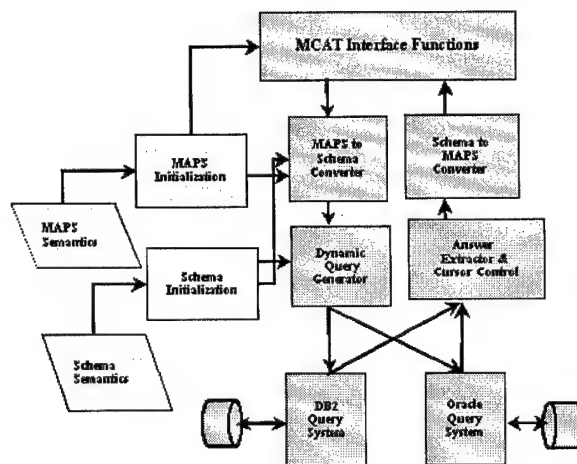 MCAT Interface Functions
MAPS
Initialization
MAPS to
Schema
Converter
Schema to
MAPS
Converter
MAPS
Semantics
Schema
Initialization
Dynamic
Query
Generator
Answer
Extractor &
Cursor Control
Schema
Semantics
DB2
Query
System
Oracle
Query
System